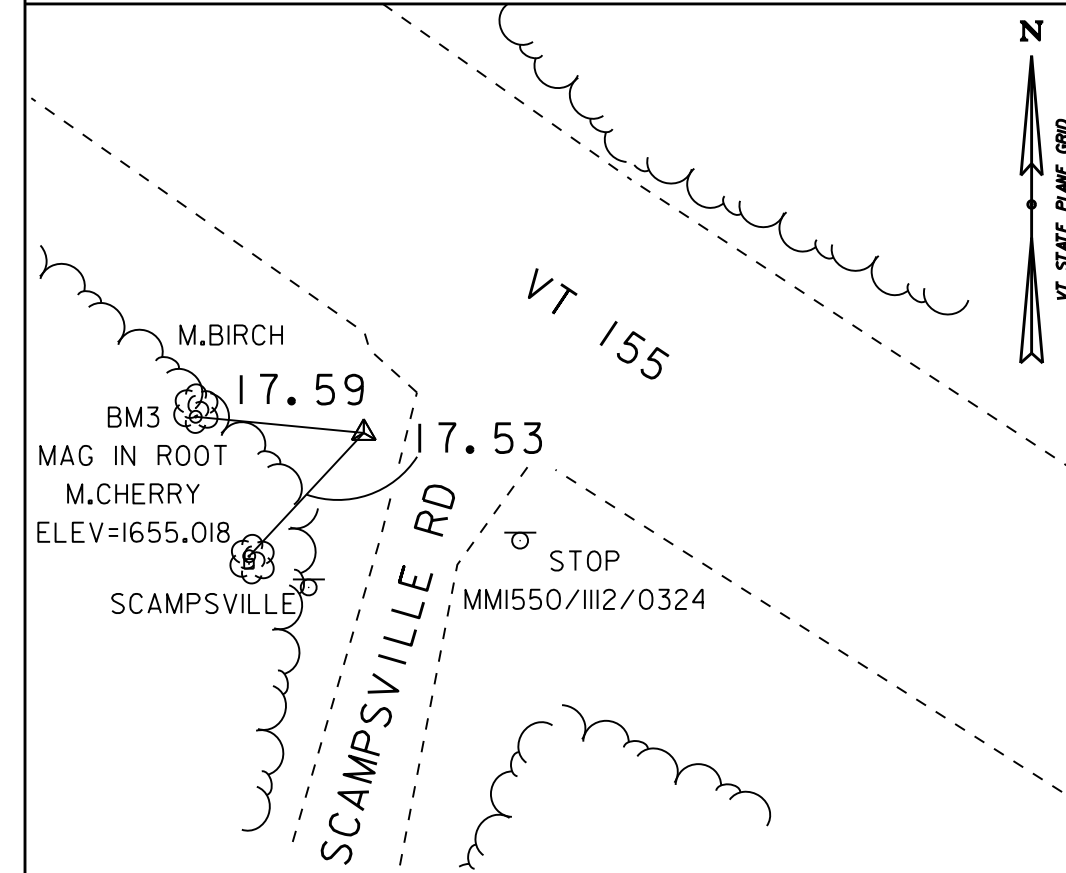 N
VT STATE PLANE GRID
VT 155
M.BIRCH
17.59
BM3
MAG IN ROOT
M.CHERRY
ELEV=1655.018
17.53
SCAMPSVILLE RD
STOP
MM1550/1112/0324
SCAMPSVILLE